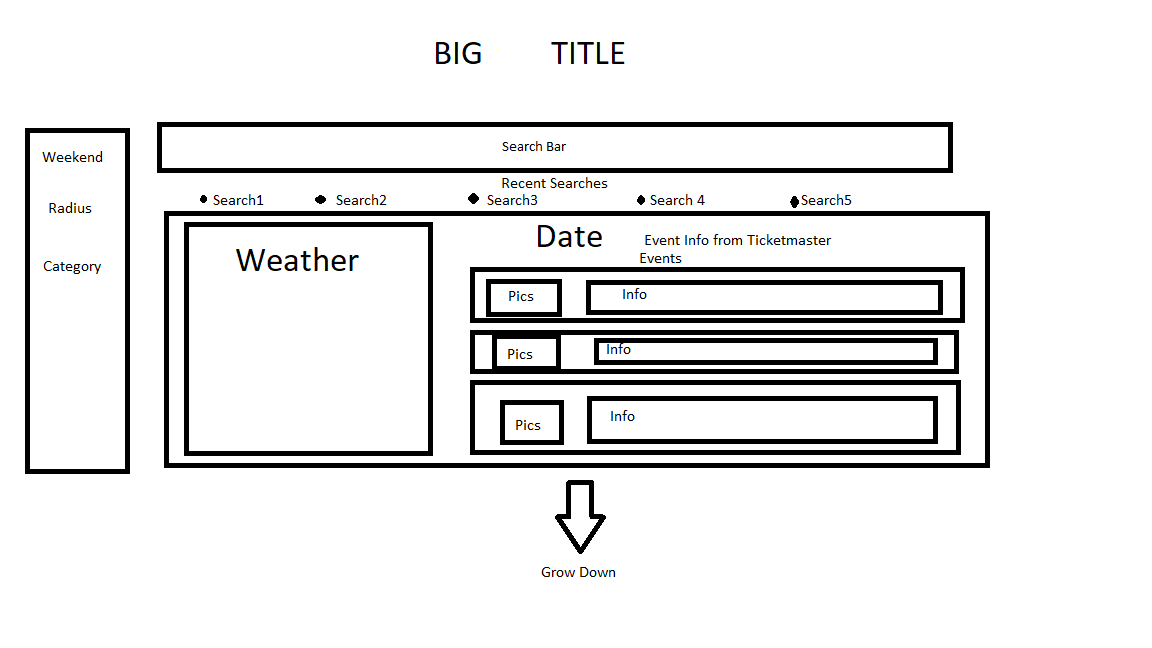 BIG TITLE
Search Bar
Weekend
Radius
Category
Recent Searches
Search1 Search2 Search3 Search 4 Search5
Weather
Date
Event Info from Ticketmaster
Events
Pics Info
Pics Info
Pics Info
Grow Down